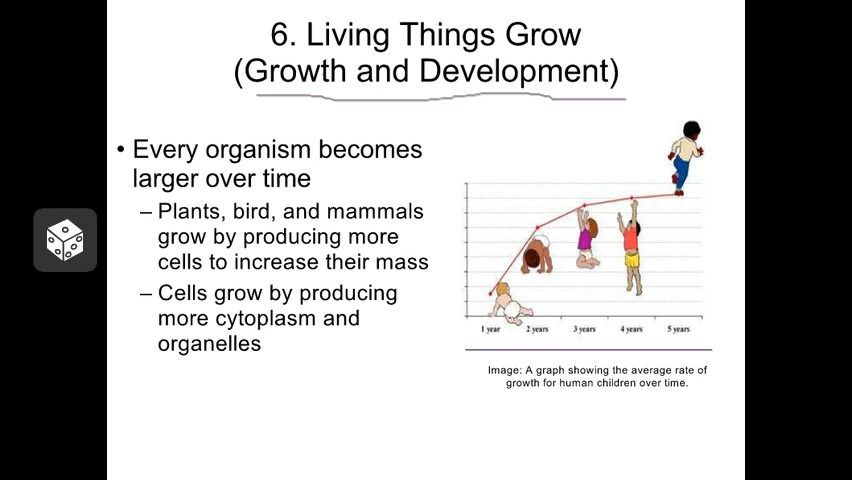 6. Living Things Grow
(Growth and Development)
• Every organism becomes
larger over time
– Plants, bird, and mammals
grow by producing more
cells to increase their mass
– Cells grow by producing
more cytoplasm and
organelles
1 year 2 years 3 years 4 years 5 years
Image: A graph showing the average rate of
growth for human children over time.